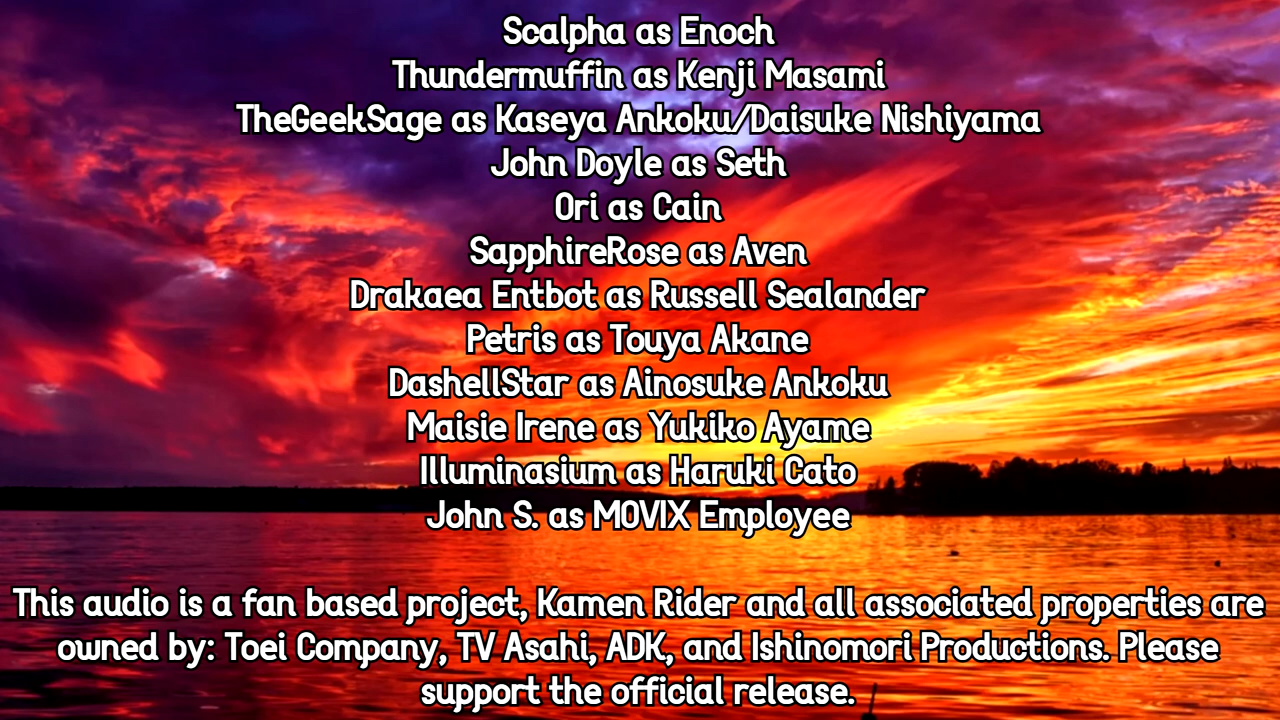 Scalpha as Enoch
Thundermuffin as Kenji Masami
TheGeekSage as Kaseya Ankoku/Daisuke Nishiyama
John Doyle as Seth
Ori as Cain
SapphireRose as Aven
Drakaea Entbot as Russell Sealander
Petris as Touya Akane
DashellStar as Ainosuke Ankoku
Maisie Irene as Yukiko Ayame
Illuminasium as Haruki Cato
John S. as MOVIX Employee
This audio is a fan based project, Kamen Rider and all associated properties are
owned by: Toei Company, TV Asahi, ADK, and Ishinomori Productions. Please
support the official release.